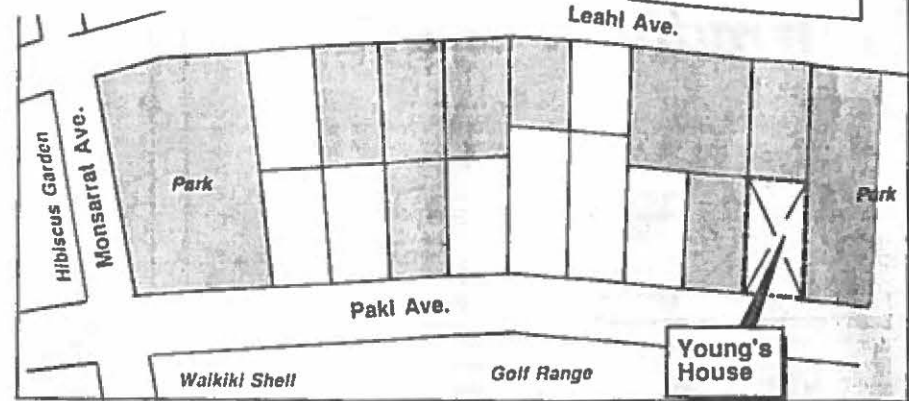 Leahi Ave.
Hibiscus Garden
Monsarrat Ave.
Park
Park
Paki Ave.
Young's
House
Waikiki Shell
Golf Range